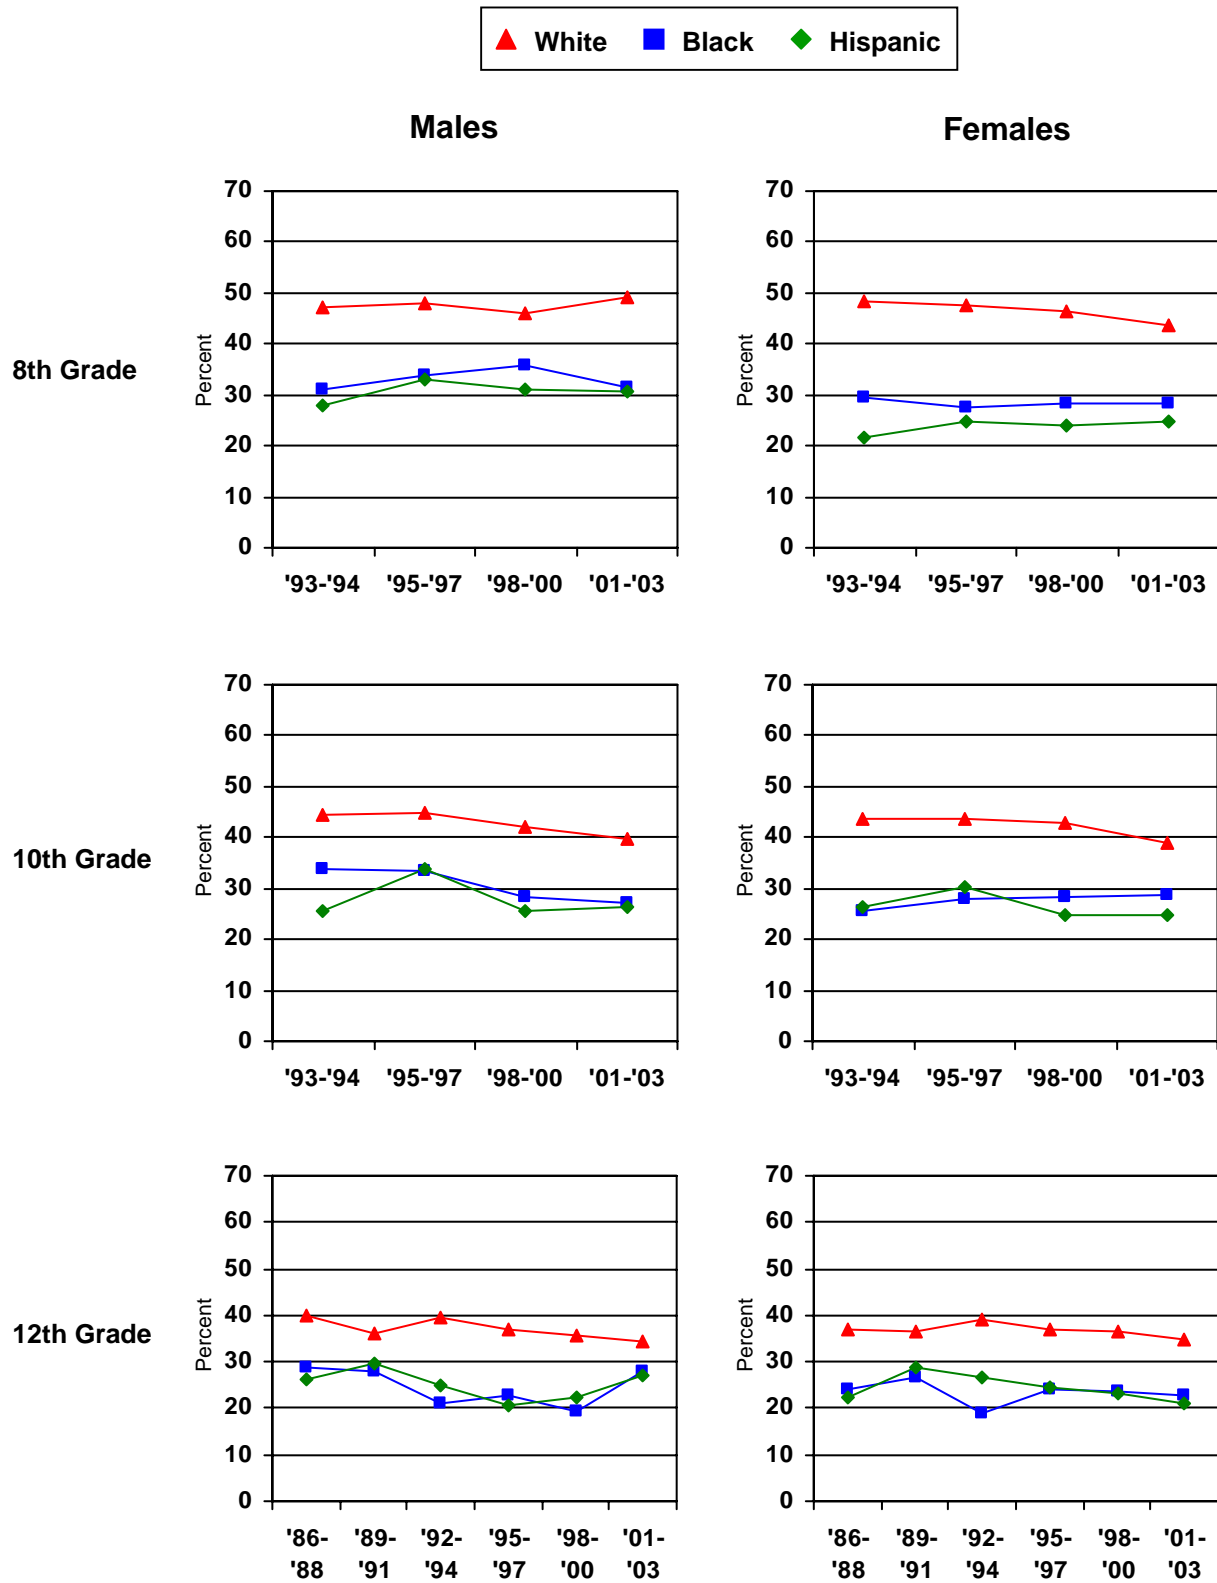 White Black Hispanic
Males Females
70 70
60 60
50 50
40 40
8th Grade Percent Percent
30 30
20 20
10 10
0 0
'93-'94 '95-'97 '98-'00 '01-'03 '93-'94 '95-'97 '98-'00 '01-'03
70 70
60 60
50 50
40 40
10th Grade Percent Percent
30 30
20 20
10 10
0 0
'93-'94 '95-'97 '98-'00 '01-'03 '93-'94 '95-'97 '98-'00 '01-'03
70 70
60 60
50 50
40 40
12th Grade Percent Percent
30 30
20 20
10 10
0 0
'86- '89- '92- '95- '98- '01- '86- '89- '92- '95- '98- '01-
'88 '91 '94 '97 '00 '03 '88 '91 '94 '97 '00 '03